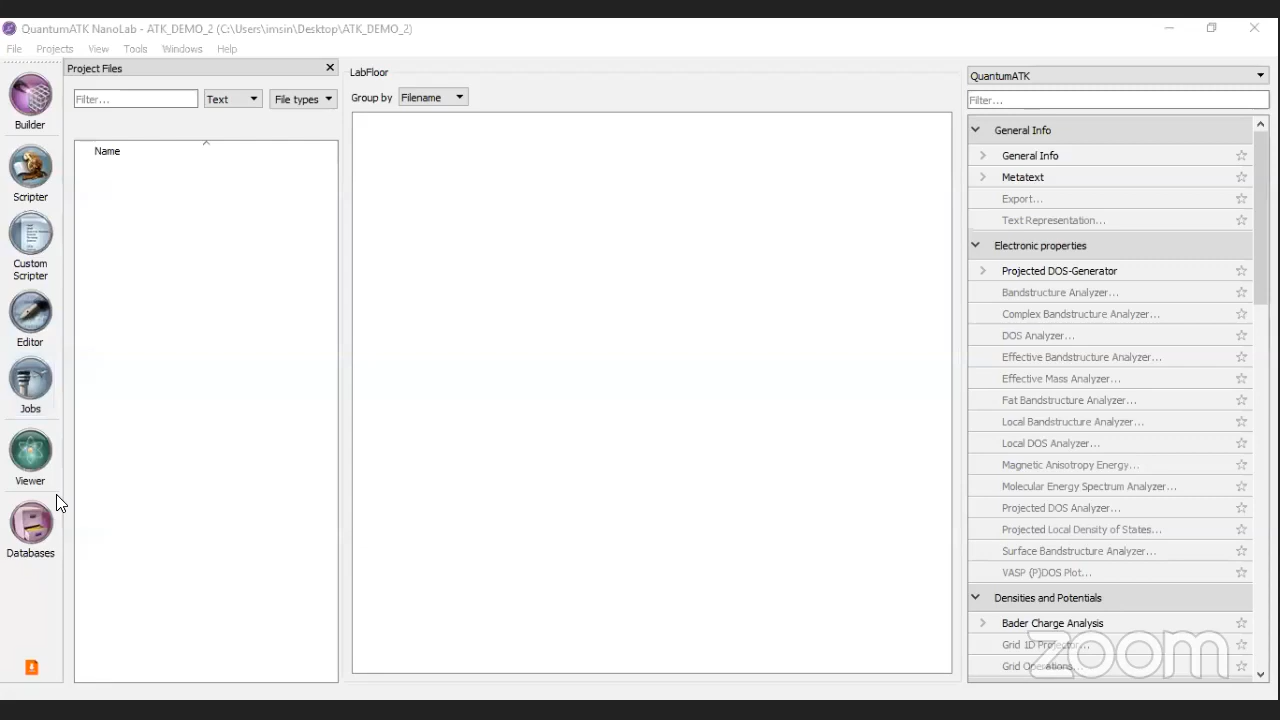 QuantumATK NanoLab - ATK_DEMO_2 (C:\Users\imsin\Desktop\ATK_DEMO_2)
File Projects View Tools Windows Help
Builder
Scripter
Custom
Scripter
Editor
Jobs
Viewer
Databases
Project Files
Filter...
Text
File types
Name
LabFloor
Group by Filename
QuantumATK
Filter...
General Info
General Info
Metatext
Export...
Text Representation...
Electronic properties
Projected DOS-Generator
Bandstructure Analyzer...
Complex Bandstructure Analyzer...
DOS Analyzer...
Effective Bandstructure Analyzer...
Effective Mass Analyzer...
Fat Bandstructure Analyzer...
Local Bandstructure Analyzer...
Local DOS Analyzer...
Magnetic Anisotropy Energy...
Molecular Energy Spectrum Analyzer...
Projected DOS Analyzer...
Projected Local Density of States...
Surface Bandstructure Analyzer...
VASP (P)DOS Plot...
Densities and Potentials
Bader Charge Analysis
Grid 1D Projector...
Grid Operations...
zoom